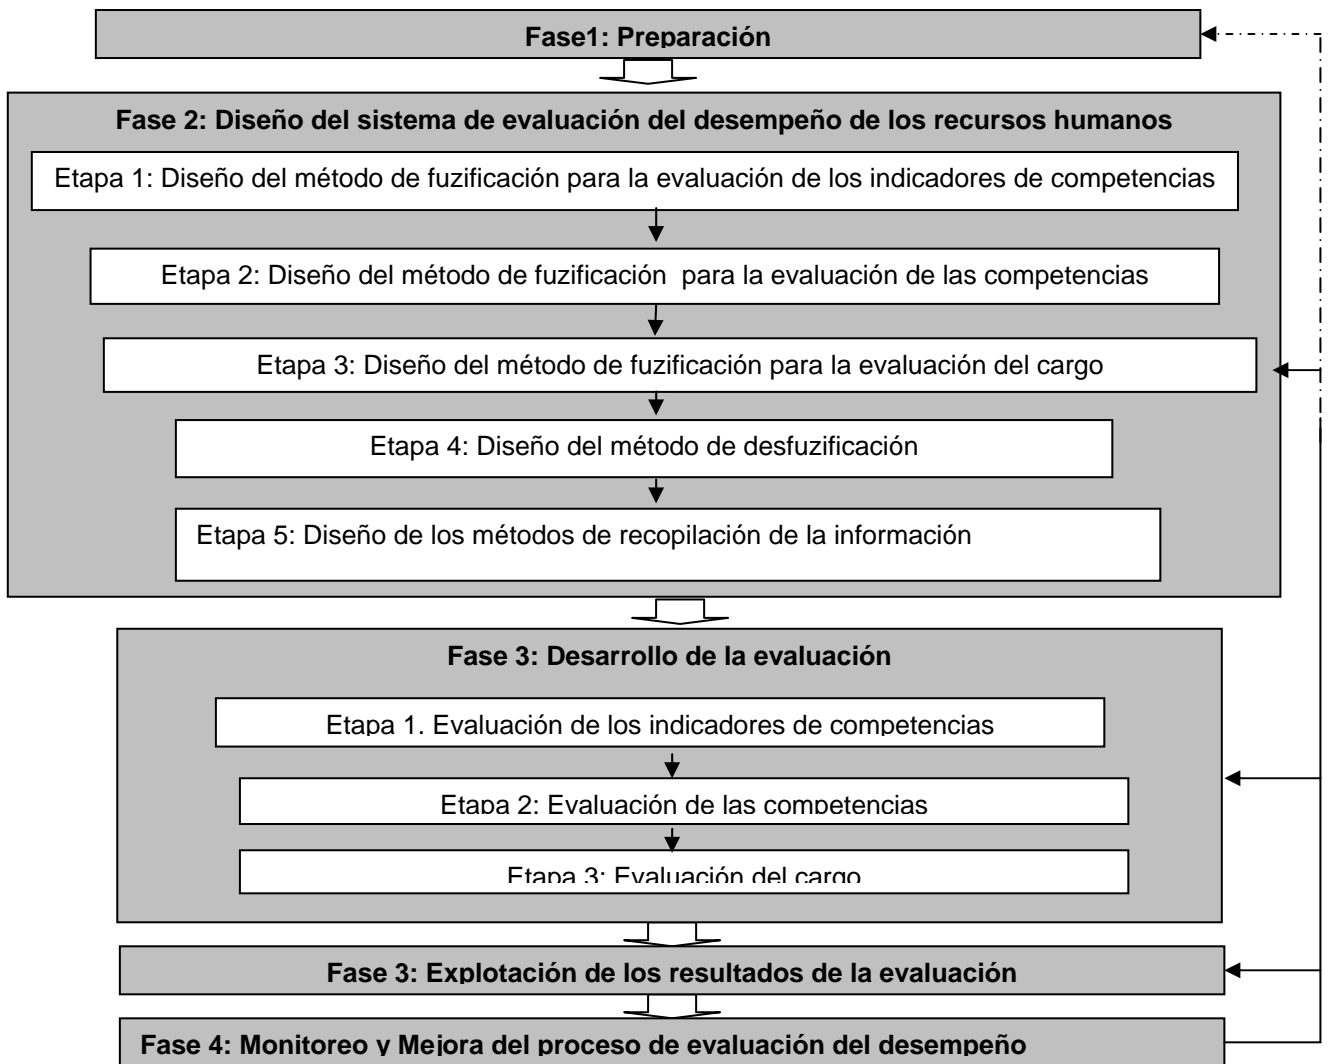 Fase1: Preparación
Fase 2: Diseño del sistema de evaluación del desempeño de los recursos humanos
Etapa 1: Diseño del método de fuzificación para la evaluación de los indicadores de competencias
Etapa 2: Diseño del método de fuzificación para la evaluación de las competencias
Etapa 3: Diseño del método de fuzificación para la evaluación del cargo
Etapa 4: Diseño del método de desfuzificación
Etapa 5: Diseño de los métodos de recopilación de la información
Fase 3: Desarrollo de la evaluación
Etapa 1. Evaluación de los indicadores de competencias
Etapa 2: Evaluación de las competencias
Etapa 3: Evaluación del cargo
Fase 3: Explotación de los resultados de la evaluación
Fase 4: Monitoreo y Mejora del proceso de evaluación del desempeño